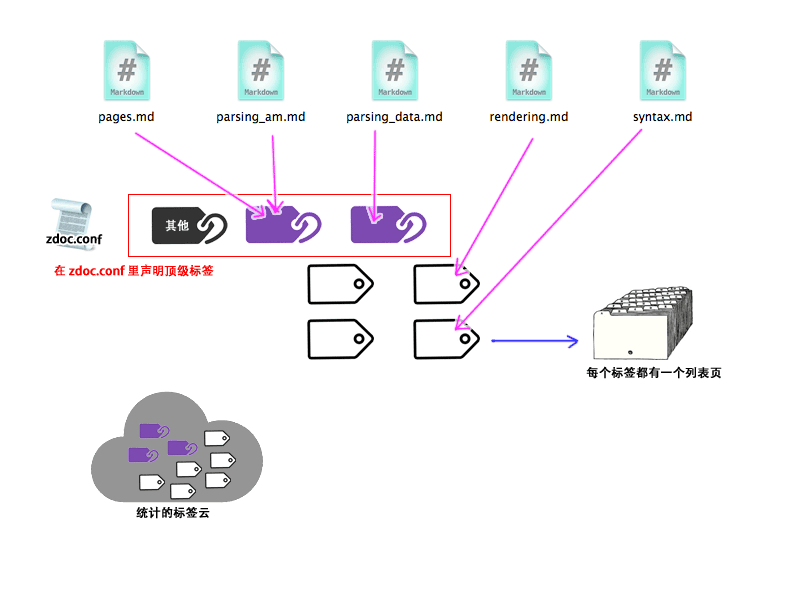 #
Markdown
#
Markdown
#
Markdown
#
Markdown
#
Markdown
pages.md
parsing_am.md
parsing_data.md
rendering.md
syntax.md
其他
zdoc.conf
在 zdoc.conf 里声明顶级标签
每个标签都有一个列表页
统计的标签云